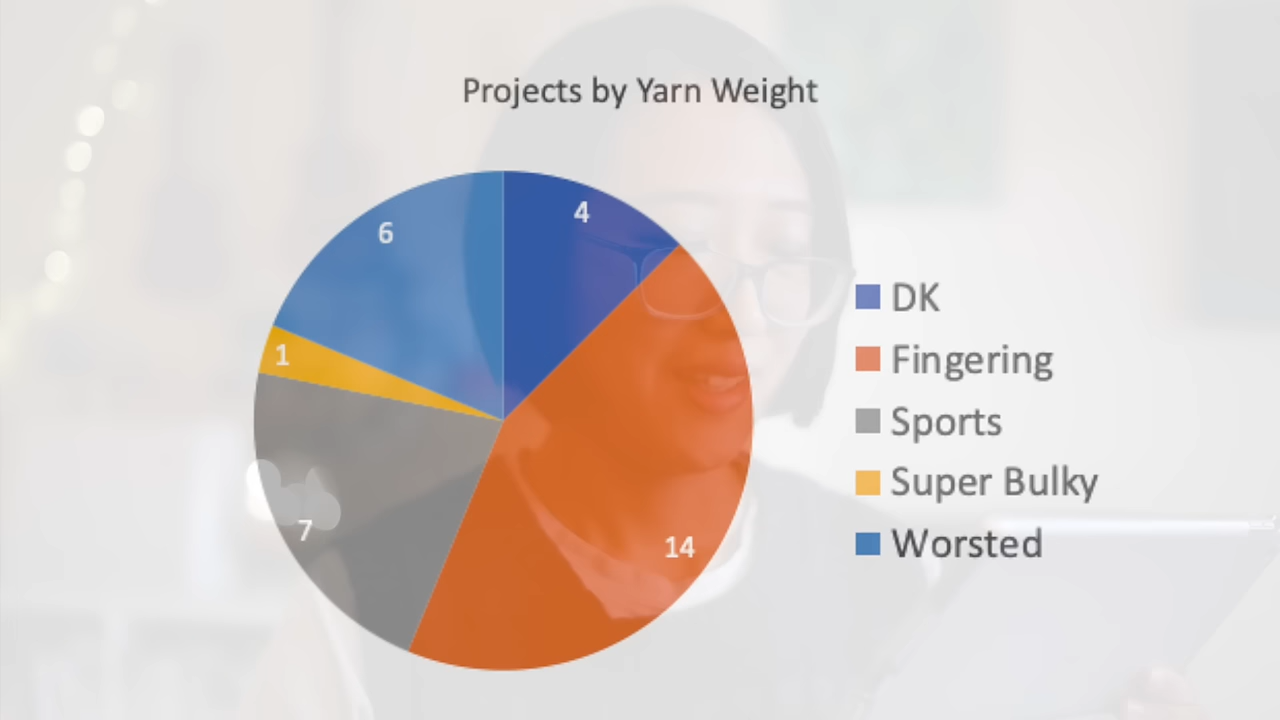 Projects by Yarn Weight
4
6
1
7
14
DK
Fingering
Sports
Super Bulky
Worsted